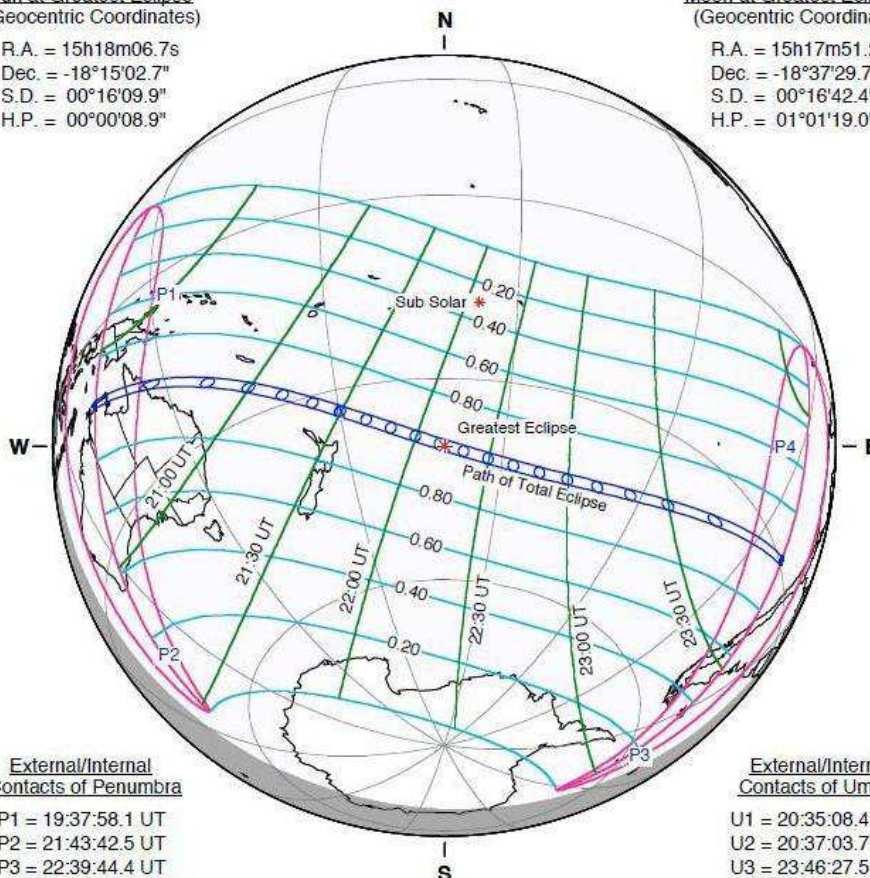 (Geocentric Coordinates)
R.A. = 15h18m06.7s
Dec. = -18°15'02.7"
S.D. = 00°16'09.9"
H.P. = 00°00'08.9"
N
(Geocentric
R.A. = 15h17m51.
Dec. = -18°37'29.7
S.D. = 00°16'42.4
H.P. = 01°01'19.0
P1
Sub Solar
0.20
0.40
0.60
0.80
Greatest Eclipse
W
P4
Path of Total Eclipse
0.80
0.60
0.40
0.20
21:00 UT
21:30 UT
22:00 UT
22:30 UT
23:00 UT
23:30 UT
P2
P3
S
External/Internal
Contacts of Penumbra
P1 = 19:37:58.1 UT
P2 = 21:43:42.5 UT
P3 = 22:39:44.4 UT
Contacts of
U1 = 20:35:08.4
U2 = 20:37:03.7
U3 = 23:46:27.5